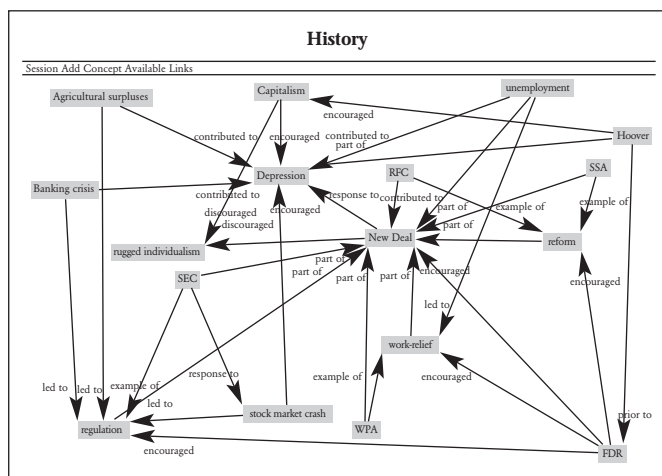 History
Session Add Concept Available Links
Agricultural surpluses
Capitalism
unemployment
encouraged
Hoover
contributed to
encouraged
contributed to
part of
Depression
RFC
SSA
Banking crisis
response to
contributed to
contributed to
encouraged
discouraged
discouraged
example of
example of
part of
part of
rugged individualism
New Deal
reform
SEC
part of
part of
part of
encouraged
encouraged
led to
work-relief
response to
encouraged
led to
led to
example of
led to
example of
stock market crash
prior to
regulation
WPA
encouraged
FDR